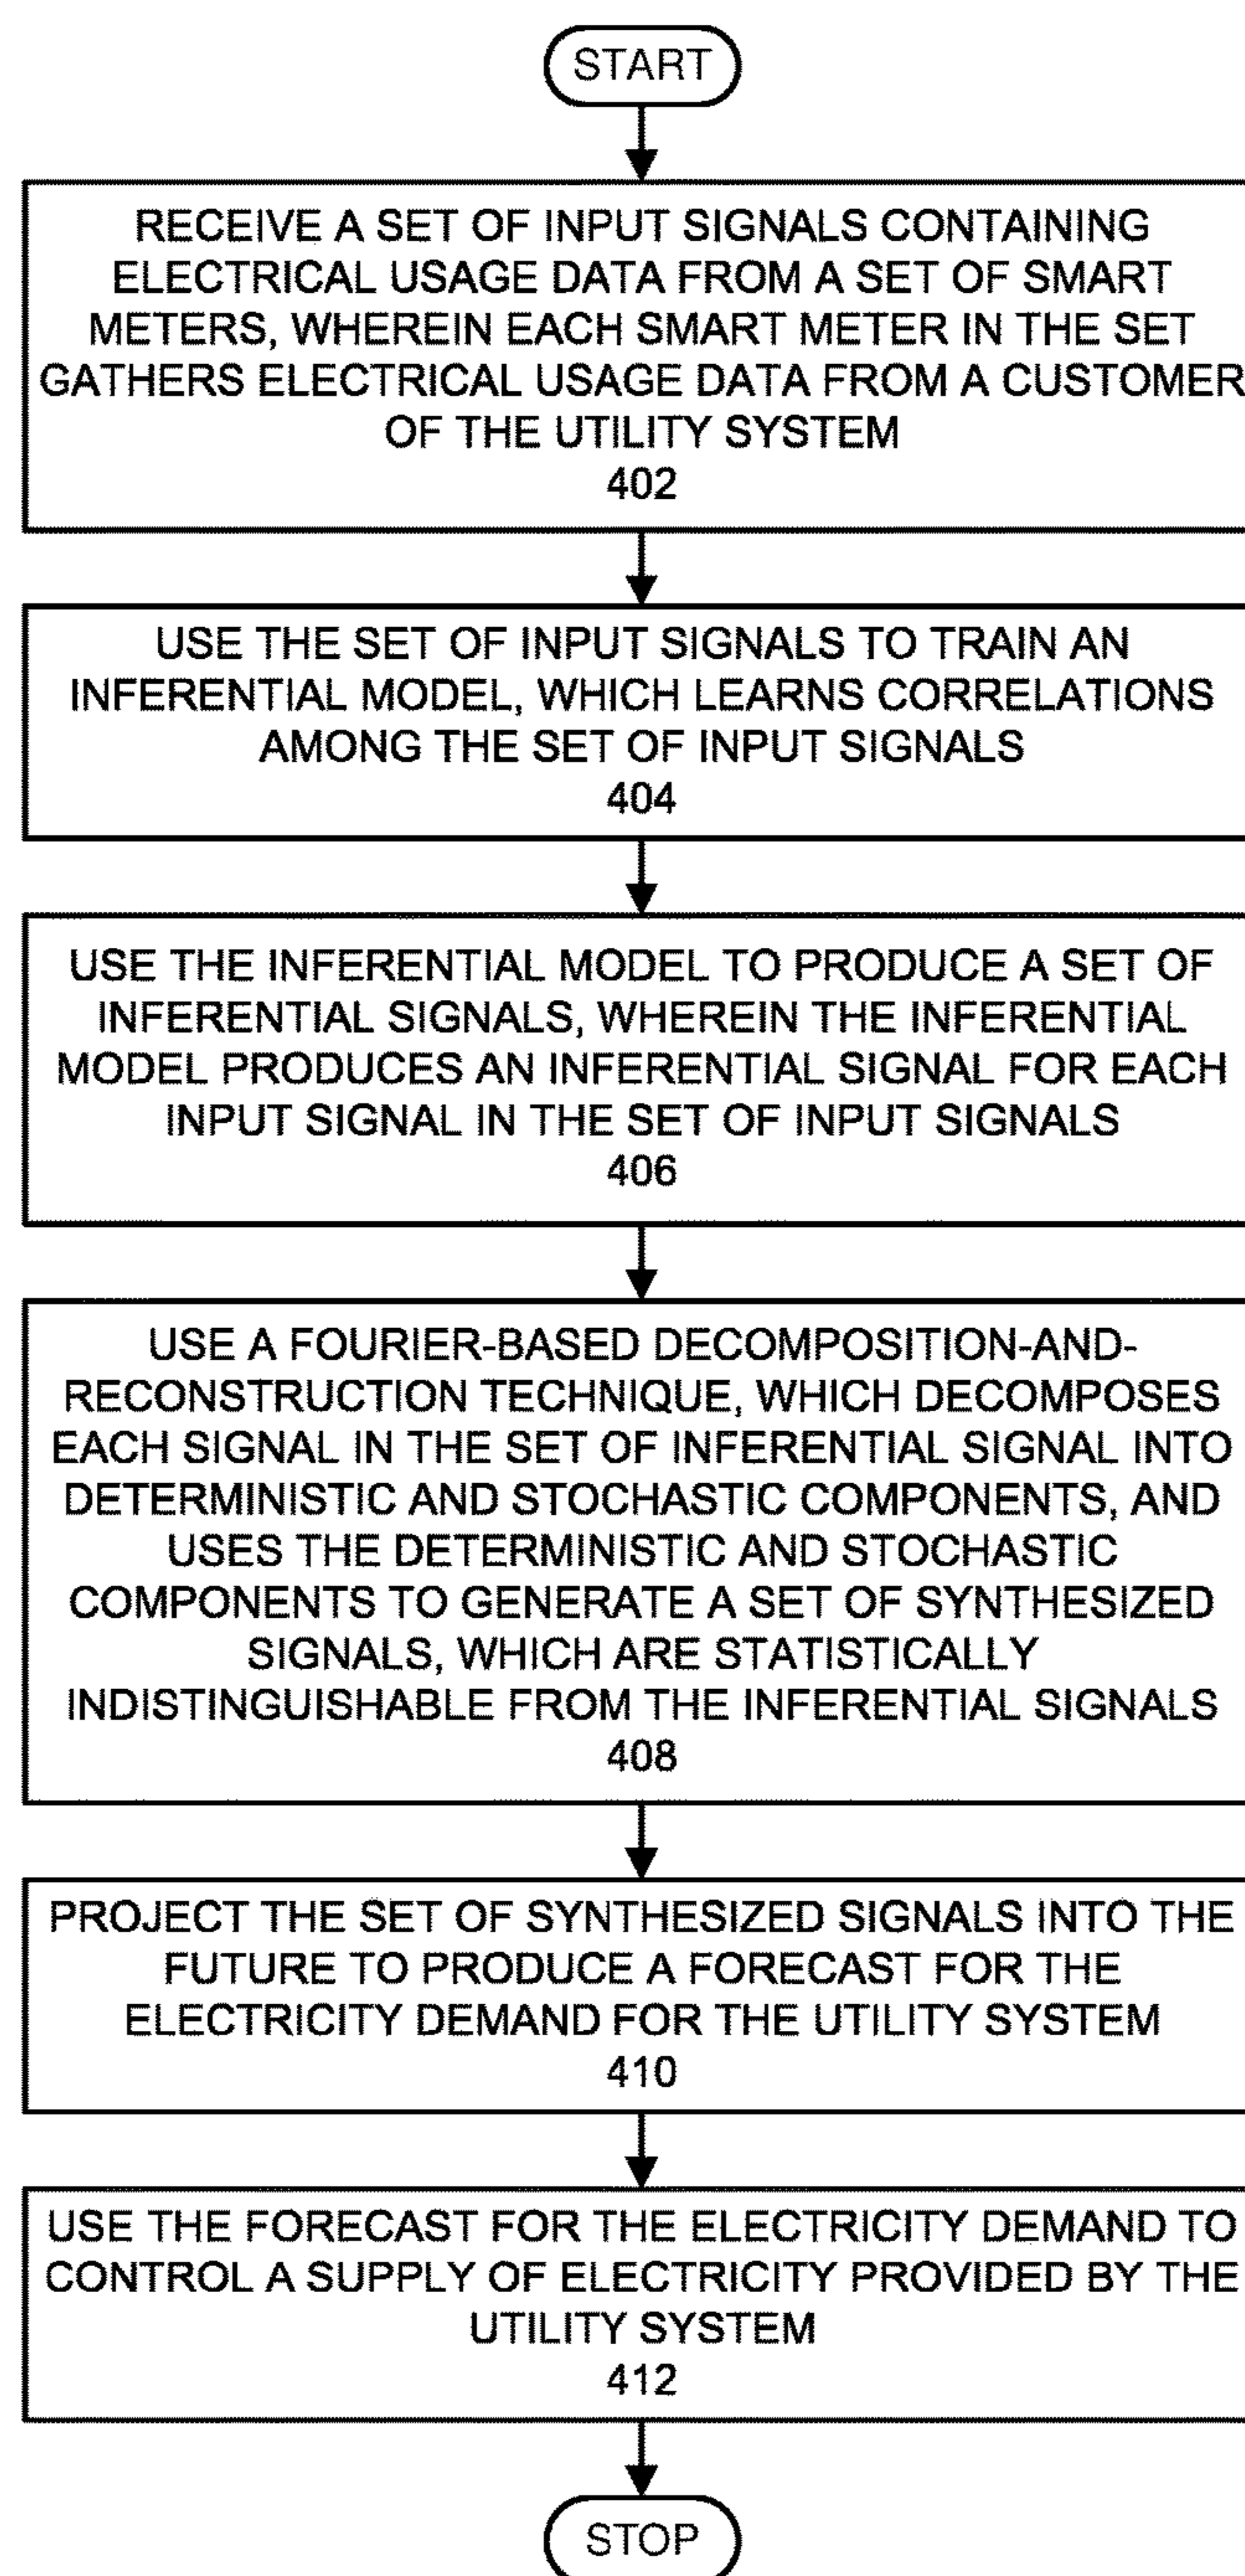 START
RECEIVE A SET OF INPUT SIGNALS CONTAINING
ELECTRICAL USAGE DATA FROM A SET OF SMART
METERS, WHEREIN EACH SMART METER IN THE SET
GATHERS ELECTRICAL USAGE DATA FROM A CUSTOMER
OF THE UTILITY SYSTEM
402
USE THE SET OF INPUT SIGNALS TO TRAIN AN
INFERENTIAL MODEL, WHICH LEARNS CORRELATIONS
AMONG THE SET OF INPUT SIGNALS
404
USE THE INFERENTIAL MODEL TO PRODUCE A SET OF
INFERENTIAL SIGNALS, WHEREIN THE INFERENTIAL
MODEL PRODUCES AN INFERENTIAL SIGNAL FOR EACH
INPUT SIGNAL IN THE SET OF INPUT SIGNALS
406
USE A FOURIER-BASED DECOMPOSITION-AND-
RECONSTRUCTION TECHNIQUE, WHICH DECOMPOSES
EACH SIGNAL IN THE SET OF INFERENTIAL SIGNAL INTO
DETERMINISTIC AND STOCHASTIC COMPONENTS, AND
USES THE DETERMINISTIC AND STOCHASTIC
COMPONENTS TO GENERATE A SET OF SYNTHESIZED
SIGNALS, WHICH ARE STATISTICALLY
INDISTINGUISHABLE FROM THE INFERENTIAL SIGNALS
408
PROJECT THE SET OF SYNTHESIZED SIGNALS INTO THE
FUTURE TO PRODUCE A FORECAST FOR THE
ELECTRICITY DEMAND FOR THE UTILITY SYSTEM
410
USE THE FORECAST FOR THE ELECTRICITY DEMAND TO
CONTROL A SUPPLY OF ELECTRICITY PROVIDED BY THE
UTILITY SYSTEM
412
STOP